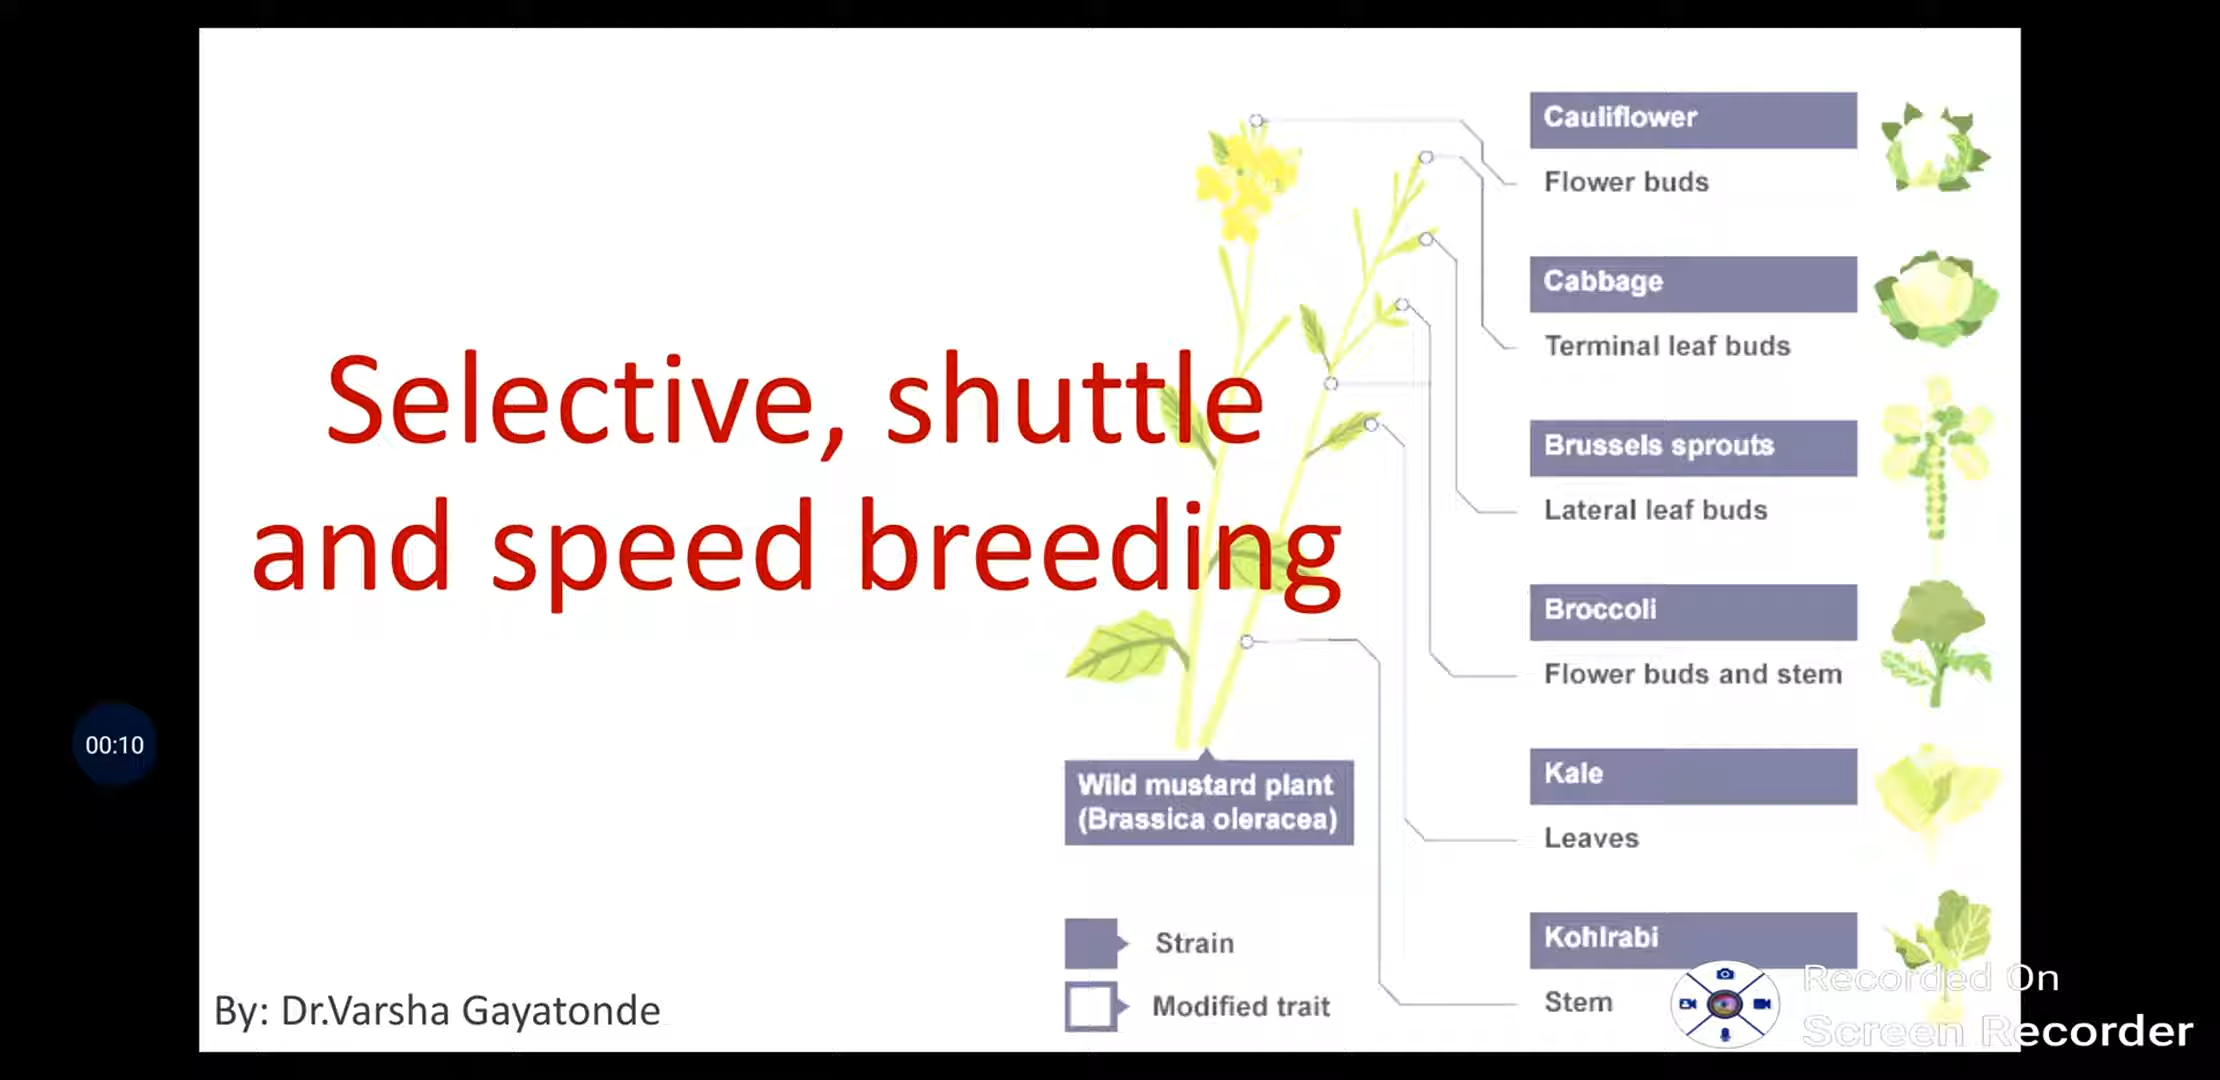 Selective, shuttle
and speed breeding
By: Dr.Varsha Gayatonde
00:10
Wild mustard plant
(Brassica oleracea)
Strain
Modified trait
Cauliflower
Flower buds
Cabbage
Terminal leaf buds
Brussels sprouts
Lateral leaf buds
Broccoli
Flower buds and stem
Kale
Leaves
Kohlrabi
Stem
Recorded On
Screen Recorder